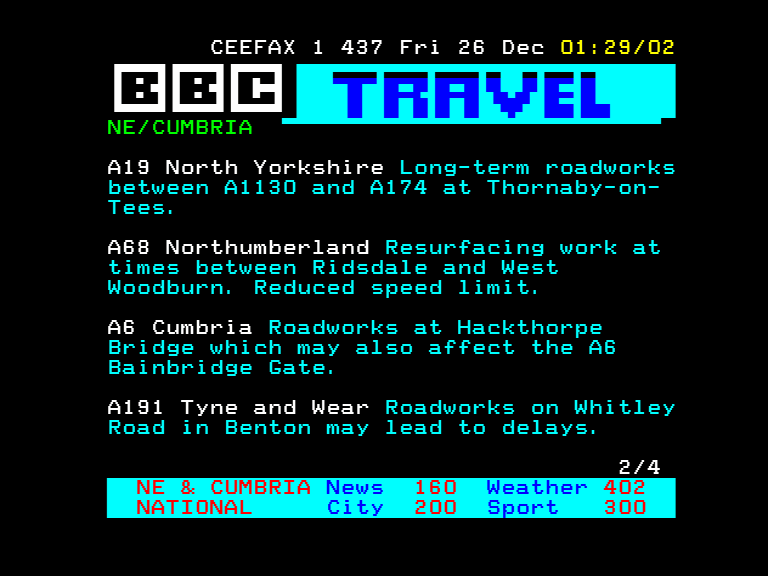 CEEFAX 1 437 Fri 26 Dec 01:29/02
BBC TRAVEL
NE/CUMBRIA
A19 North Yorkshire Long-term roadworks
between A1130 and A174 at Thornaby-on-
Tees.
A68 Northumberland Resurfacing work at
times between Ridsdale and West
Woodburn. Reduced speed limit.
A6 Cumbria Roadworks at Hackthorpe
Bridge which may also affect the A6
Bainbridge Gate.
A191 Tyne and Wear Roadworks on Whitley
Road in Benton may lead to delays.
2/4
NE & CUMBRIA News 160 Weather 402
NATIONAL City 200 Sport 300